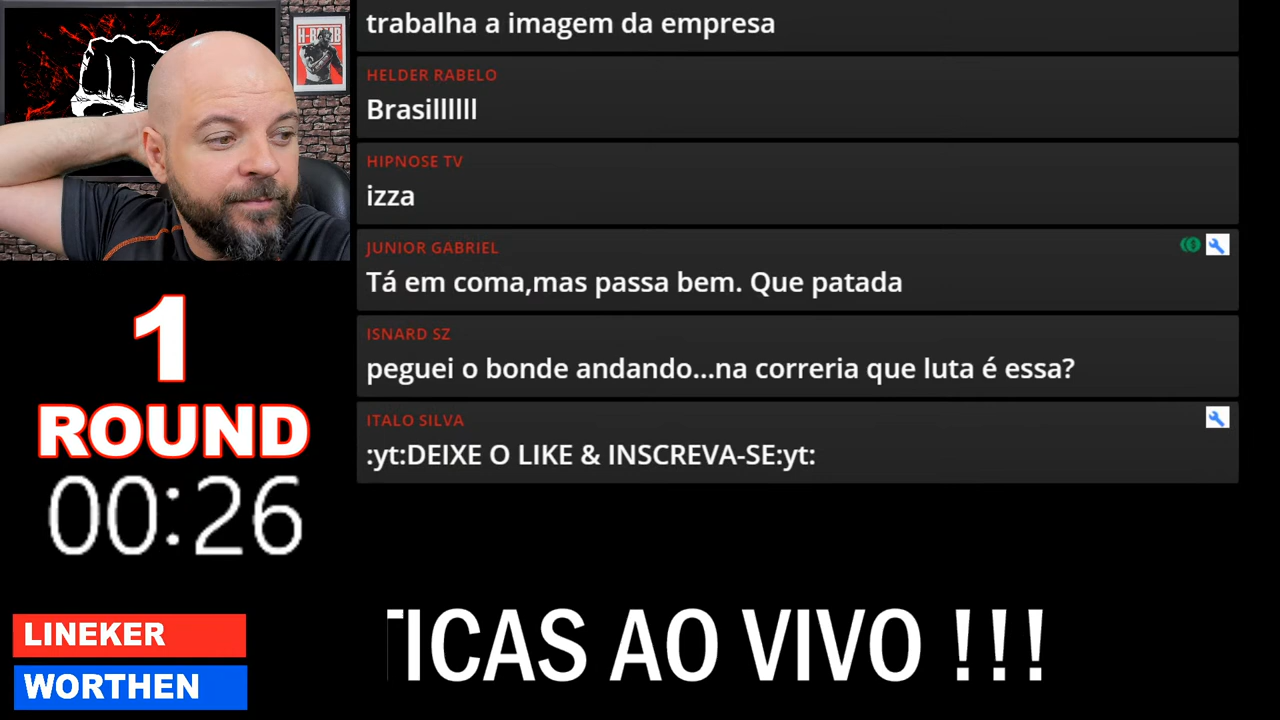 H-BOMB
trabalha a imagem da empresa
HELDER RABELO
Brasillllll
HIPNOSE TV
izza
JUNIOR GABRIEL
Tá em coma,mas passa bem. Que patada
ISNARD SZ
peguei o bonde andando...na correria que luta é essa?
ITALO SILVA
:yt:DEIXE O LIKE & INSCREVA-SE:yt:
1
ROUND
00:26
LINEKER
WORTHEN
TICAS AO VIVO !!!